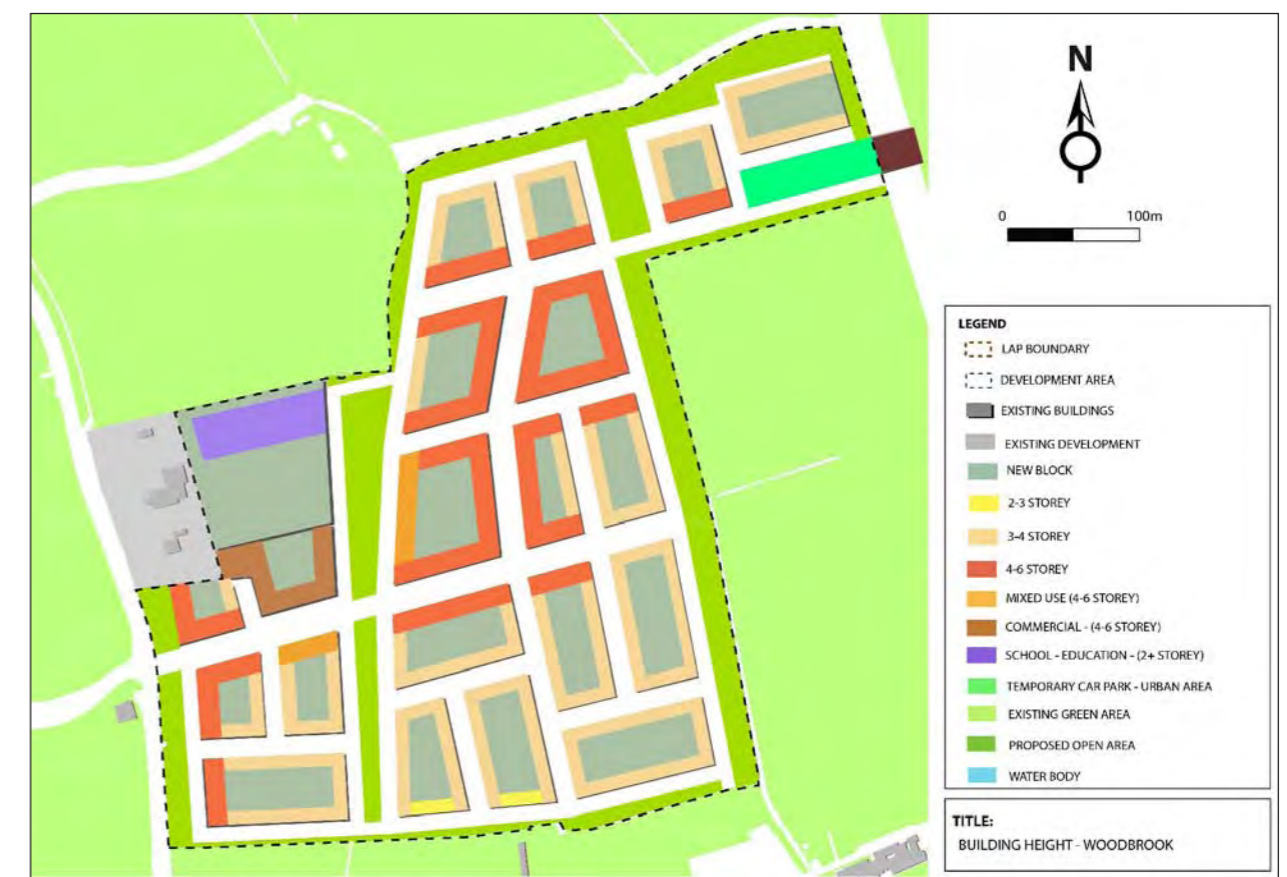 N
0 100m
LEGEND
LAP BOUNDARY
DEVELOPMENT AREA
EXISTING BUILDINGS
EXISTING DEVELOPMENT
NEW BLOCK
2-3 STOREY
3-4 STOREY
4-6 STOREY
MIXED USE (4-6 STOREY)
COMMERCIAL - (4-6 STOREY)
SCHOOL - EDUCATION - (2+ STOREY)
TEMPORARY CAR PARK - URBAN AREA
EXISTING GREEN AREA
PROPOSED OPEN AREA
WATER BODY
TITLE:
BUILDING HEIGHT - WOODBROOK